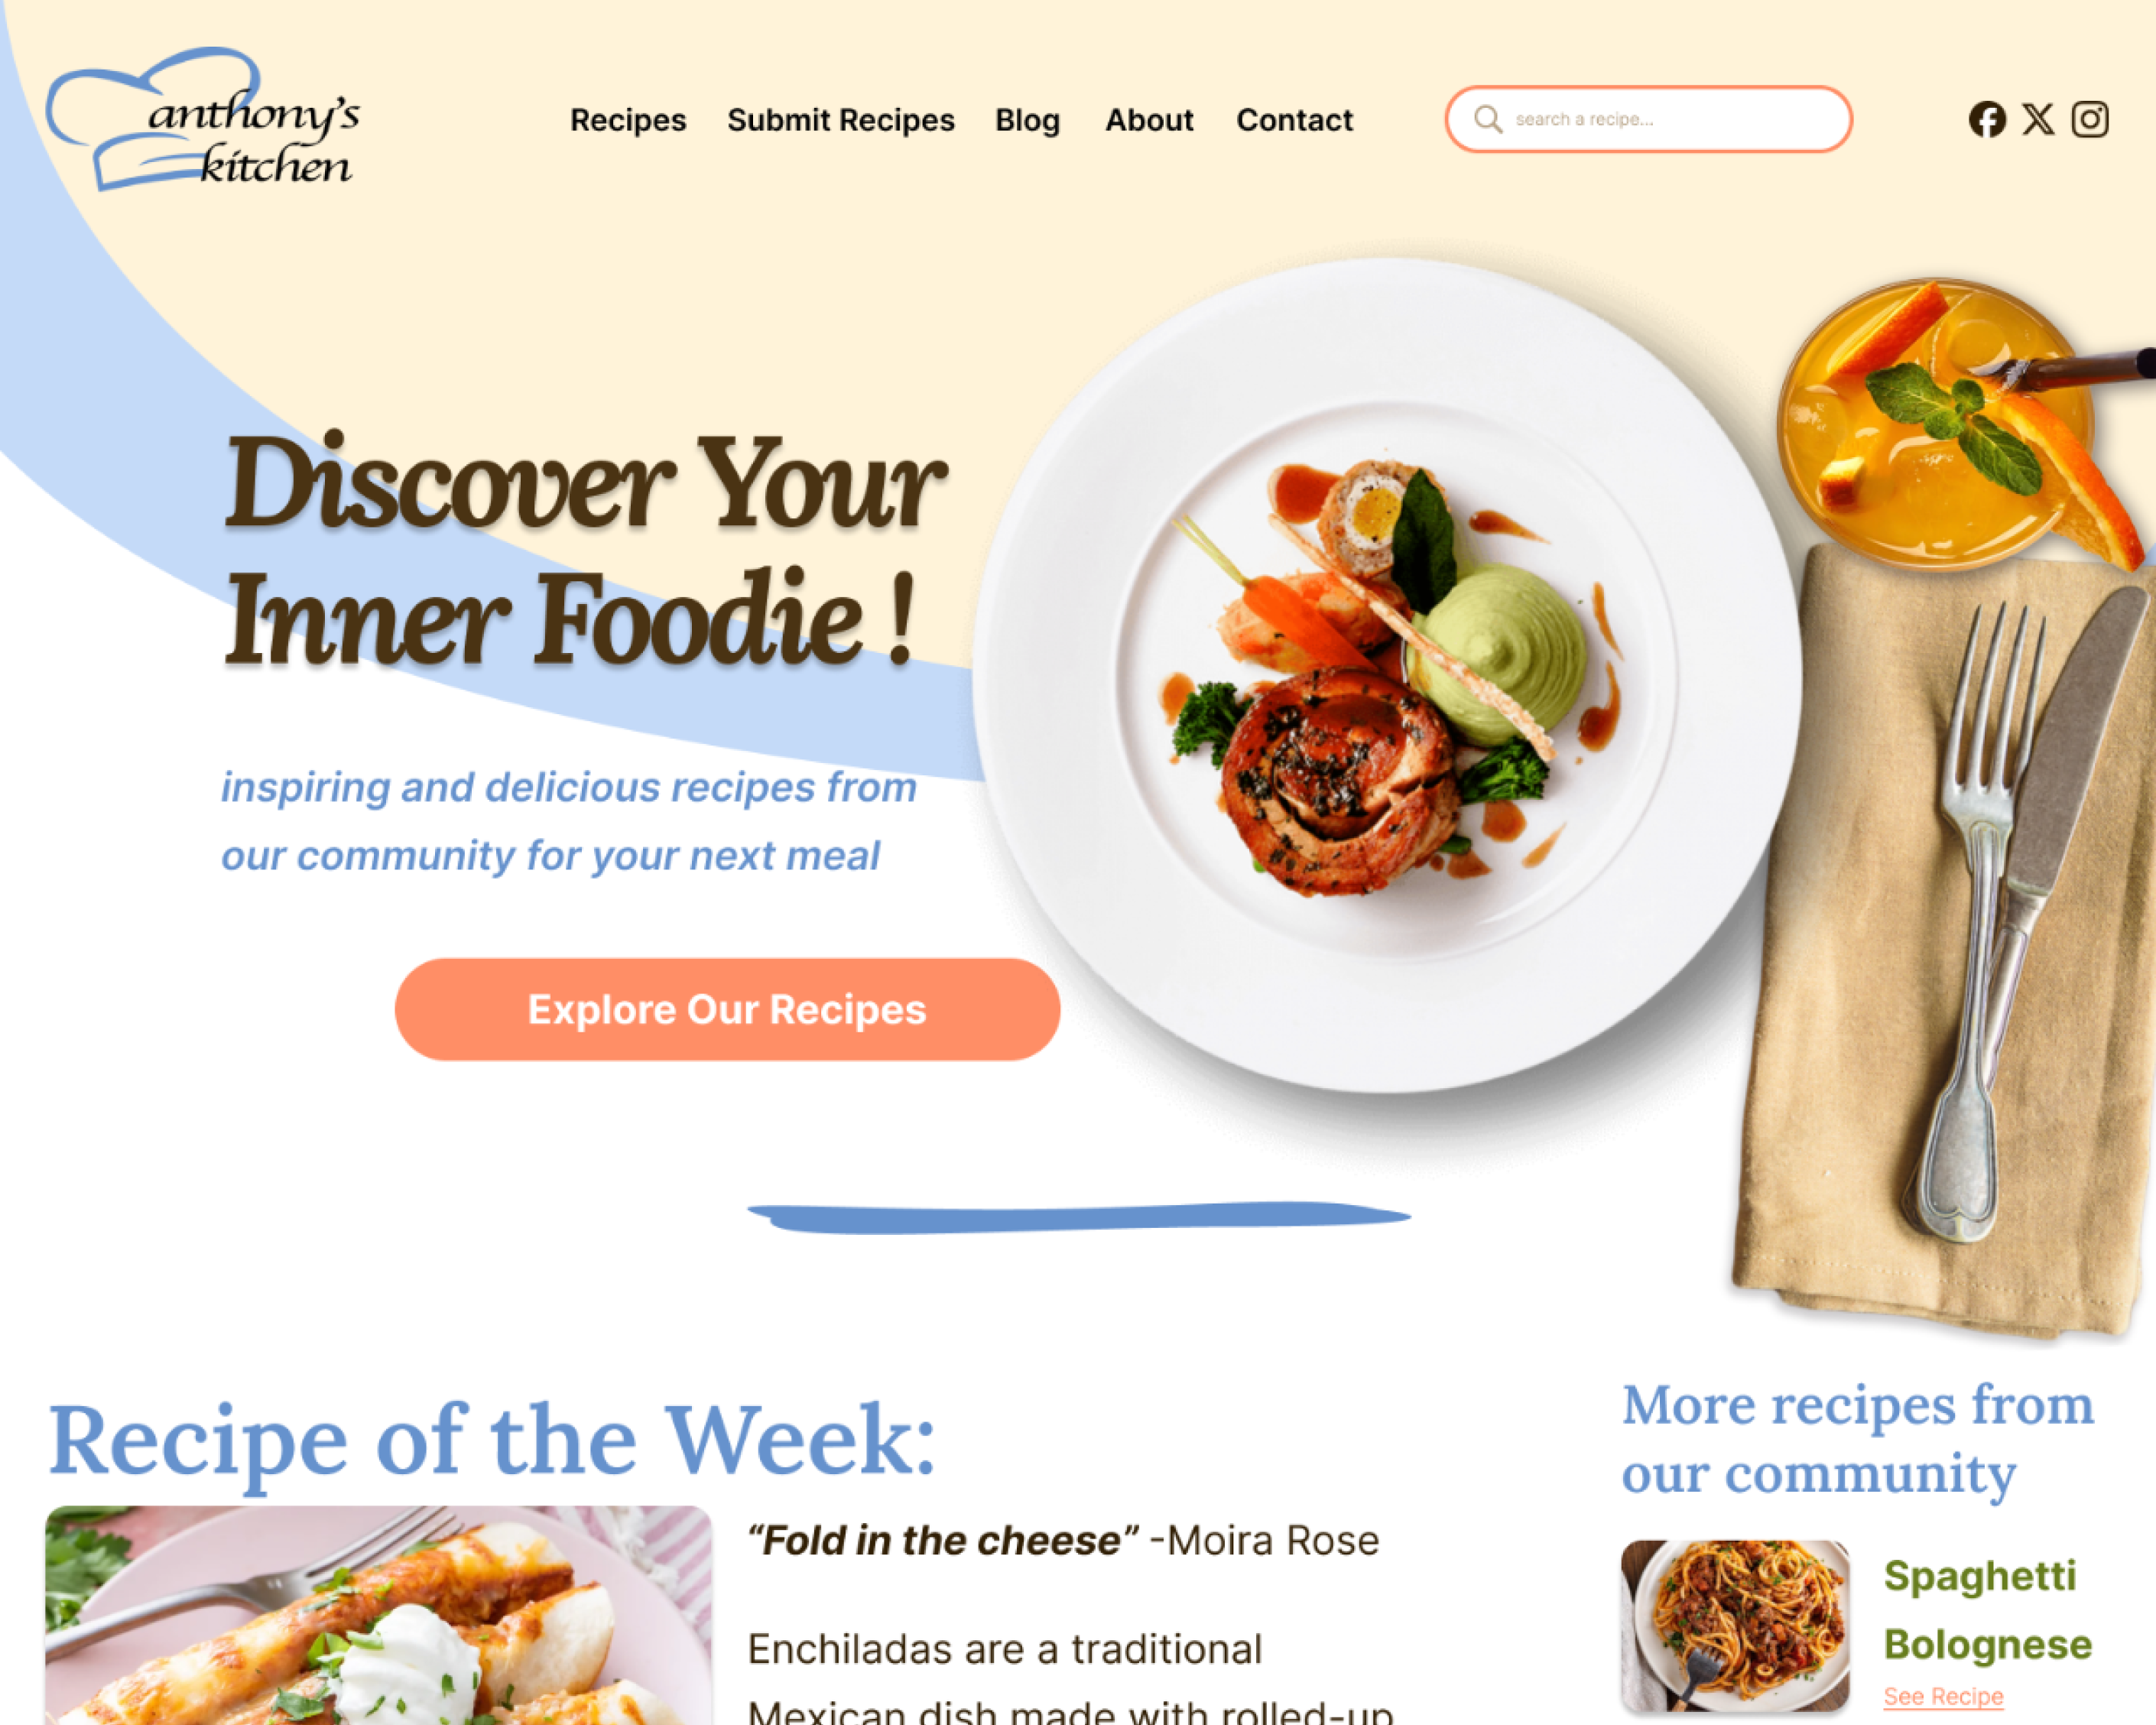 anthony's
kitchen
Recipes Submit Recipes Blog About Contact
search a recipe...
Discover Your
Inner Foodie !
inspiring and delicious recipes from
our community for your next meal
Explore Our Recipes
Recipe of the Week:
“Fold in the cheese” -Moira Rose
Enchiladas are a traditional
Mexican dish made with rolled-up
More recipes from
our community
Spaghetti
Bolognese
See Recipe